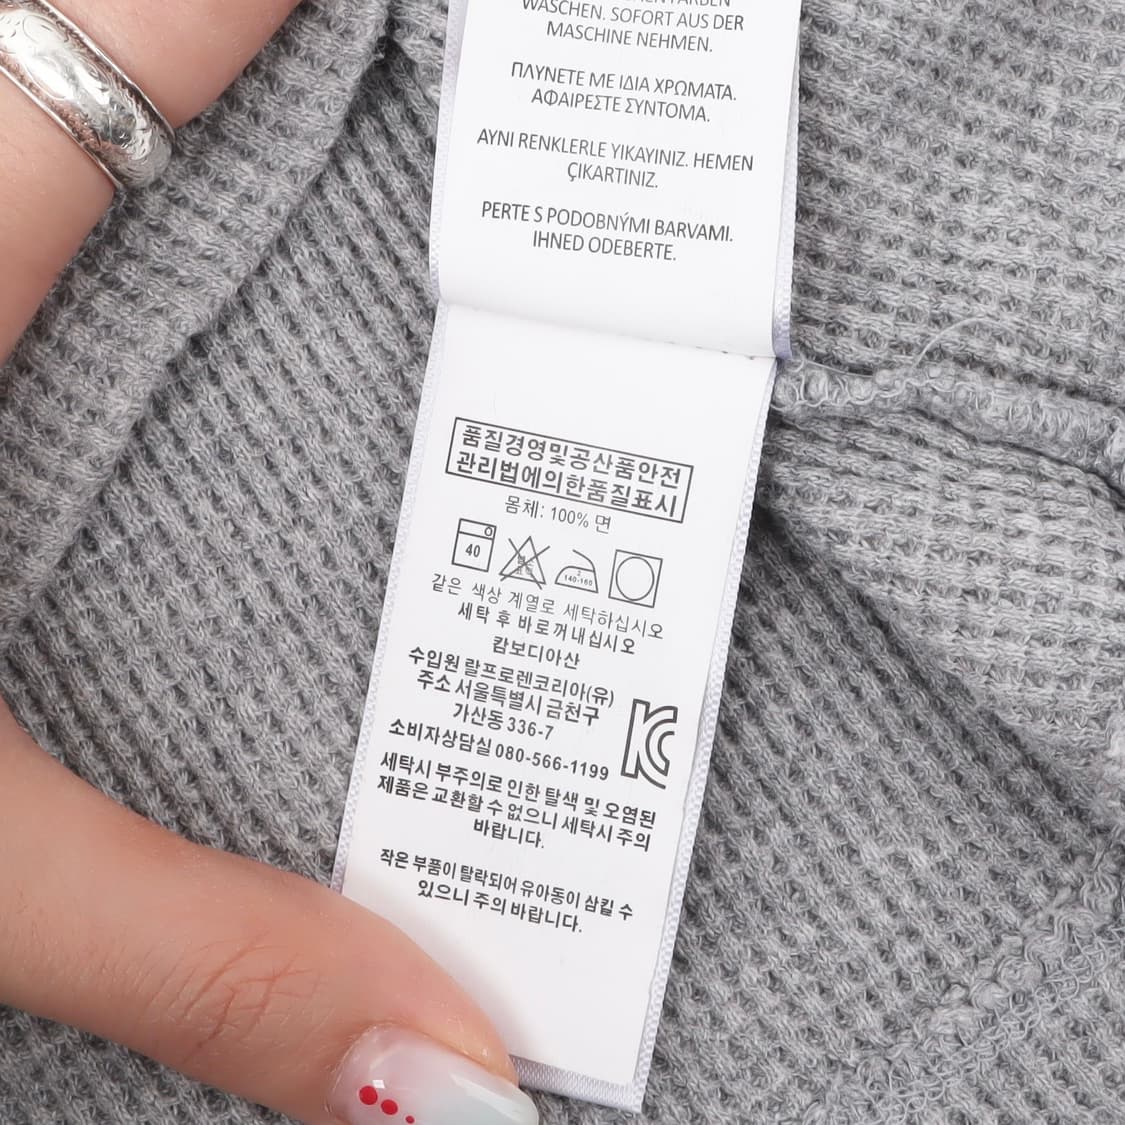 WASCHEN. SOFORT AUS DER
MASCHINE NEHMEN.
ΠΛΥΝΕΤΕ ΜΕ ΙΔΙΑ ΧΡΩΜΑΤΑ.
ΑΦΑΙΡΕΣΤΕ ΣΥΝΤΟΜΑ.
AYNI RENKLERLE YIKAYINIZ. HEMEN
ÇIKARTINIZ.
PERTE S PODOBNÝMI BARVAMI.
IHNED ODEBERTE.
품질경영및공산품안전
관리법에의한품질표시
몸체: 100% 면
40
2
140-160
같은 색상 계열로 세탁하십시오
세탁 후 바로꺼내십시오
캄보디아산
수입원 랄프로렌코리아(유)
주소 서울특별시 금천구
가산동 336-7
소비자상담실 080-566-1199
세탁시 부주의로 인한 탈색 및 오염된
제품은 교환할 수 없으니 세탁시 주의
바랍니다.
작은 부품이 탈락되어 유아동이 삼킬 수
있으니 주의 바랍니다.